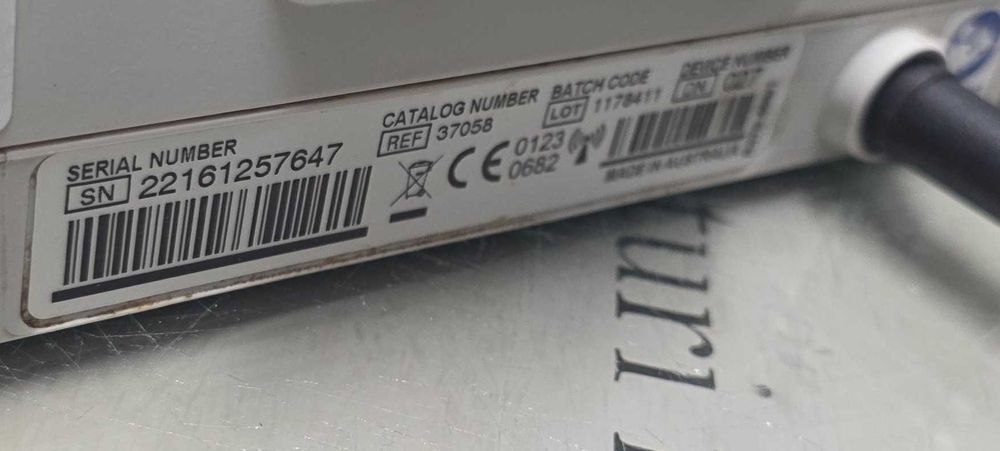 SERIAL NUMBER
SN 22161257647
CATALOG NUMBER
REF 37058
BATCH CODE
LOT 1178411
DEVICE NUMBER
DN
CE 0123
0682
MADE IN AUSTRALIA